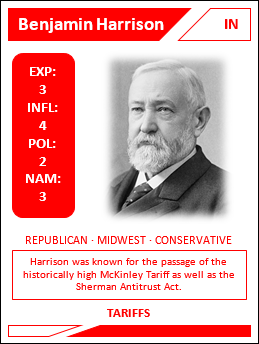 Benjamin Harrison
IN
EXP:
3
INFL:
4
POL:
2
NAM:
3
REPUBLICAN · MIDWEST · CONSERVATIVE
Harrison was known for the passage of the
historically high McKinley Tariff as well as the
Sherman Antitrust Act.
TARIFFS